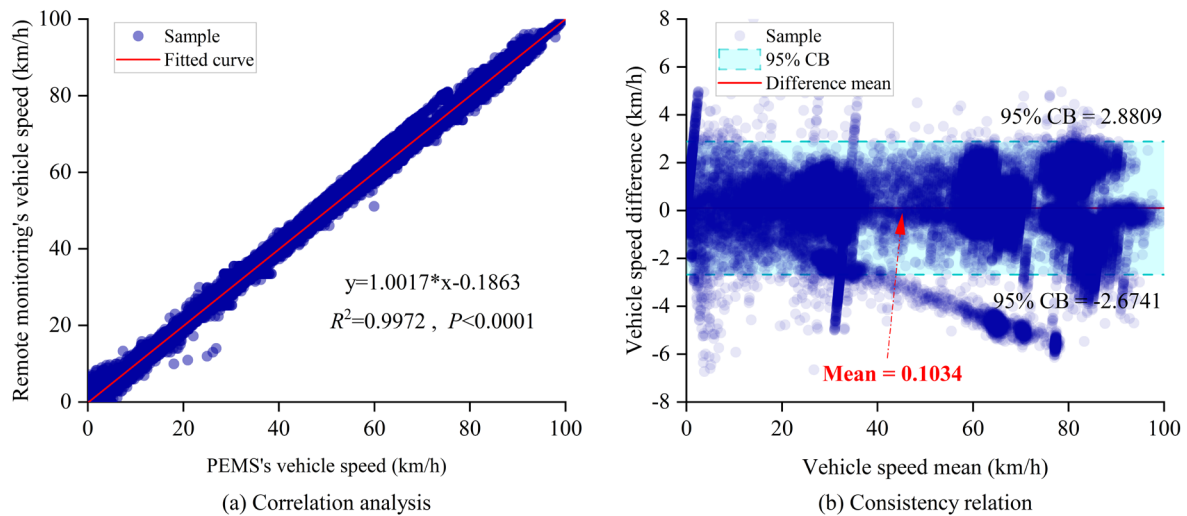 Remote monitoring's vehicle speed (km/h)
100
80
60
40
20
0
Sample
Fitted curve
y=1.0017*x-0.1863
R²=0.9972 , P<0.0001
0 20 40 60 80 100
PEMS's vehicle speed (km/h)
(a) Correlation analysis
Vehicle speed difference (km/h)
8
6
4
2
0
-2
-4
-6
-8
Sample
95% CB
Difference mean
95% CB = 2.8809
95% CB = -2.6741
Mean = 0.1034
0 20 40 60 80 100
Vehicle speed mean (km/h)
(b) Consistency relation